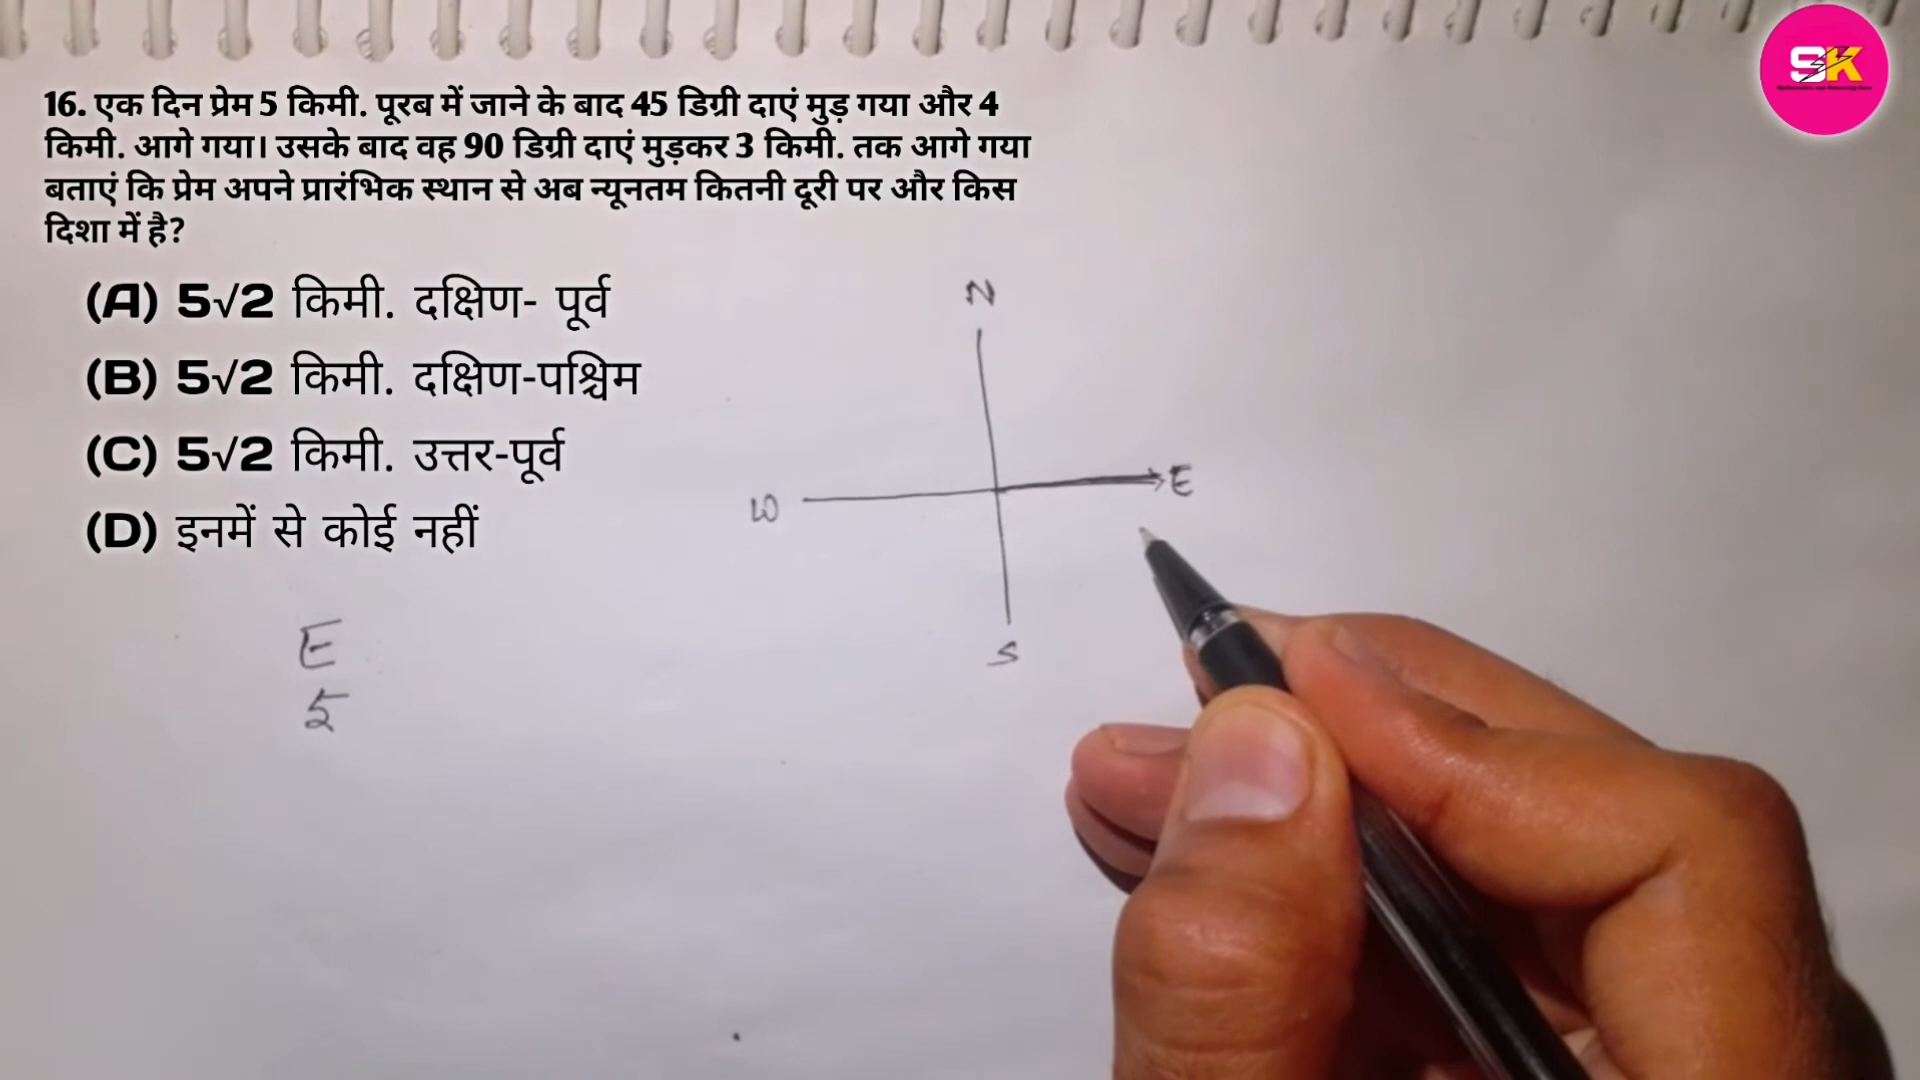 16. एक दिन प्रेम 5 किमी. पूरब में जाने के बाद 45 डिग्री दाएं मुड़ गया और 4
किमी. आगे गया। उसके बाद वह 90 डिग्री दाएं मुड़कर 3 किमी. तक आगे गया
बताएं कि प्रेम अपने प्रारंभिक स्थान से अब न्यूनतम कितनी दूरी पर और किस
दिशा में है?
(A) 5√2 किमी. दक्षिण- पूर्व
(B) 5√2 किमी. दक्षिण-पश्चिम
(C) 5√2 किमी. उत्तर-पूर्व
(D) इनमें से कोई नहीं
SK
N
W
E
S
E
5